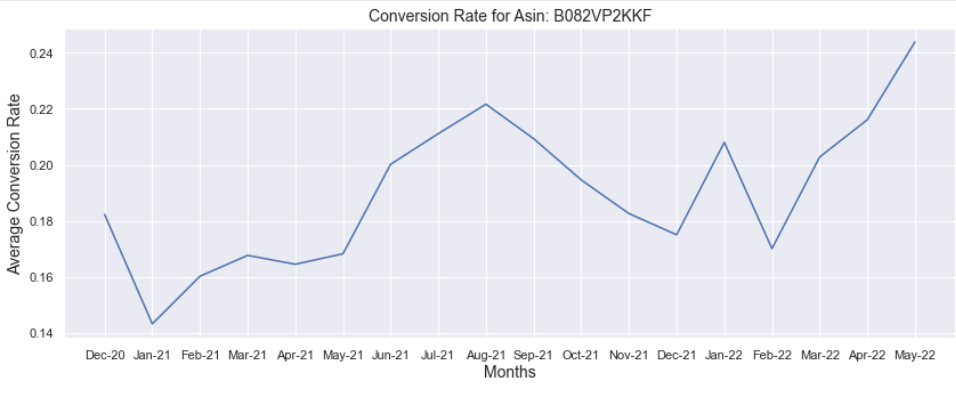 Conversion Rate for Asin: B082VP2KKF
Average Conversion Rate
0.24
0.22
0.20
0.18
0.16
0.14
Dec-20 Jan-21 Feb-21 Mar-21 Apr-21 May-21 Jun-21 Jul-21 Aug-21 Sep-21 Oct-21 Nov-21 Dec-21 Jan-22 Feb-22 Mar-22 Apr-22 May-22
Months